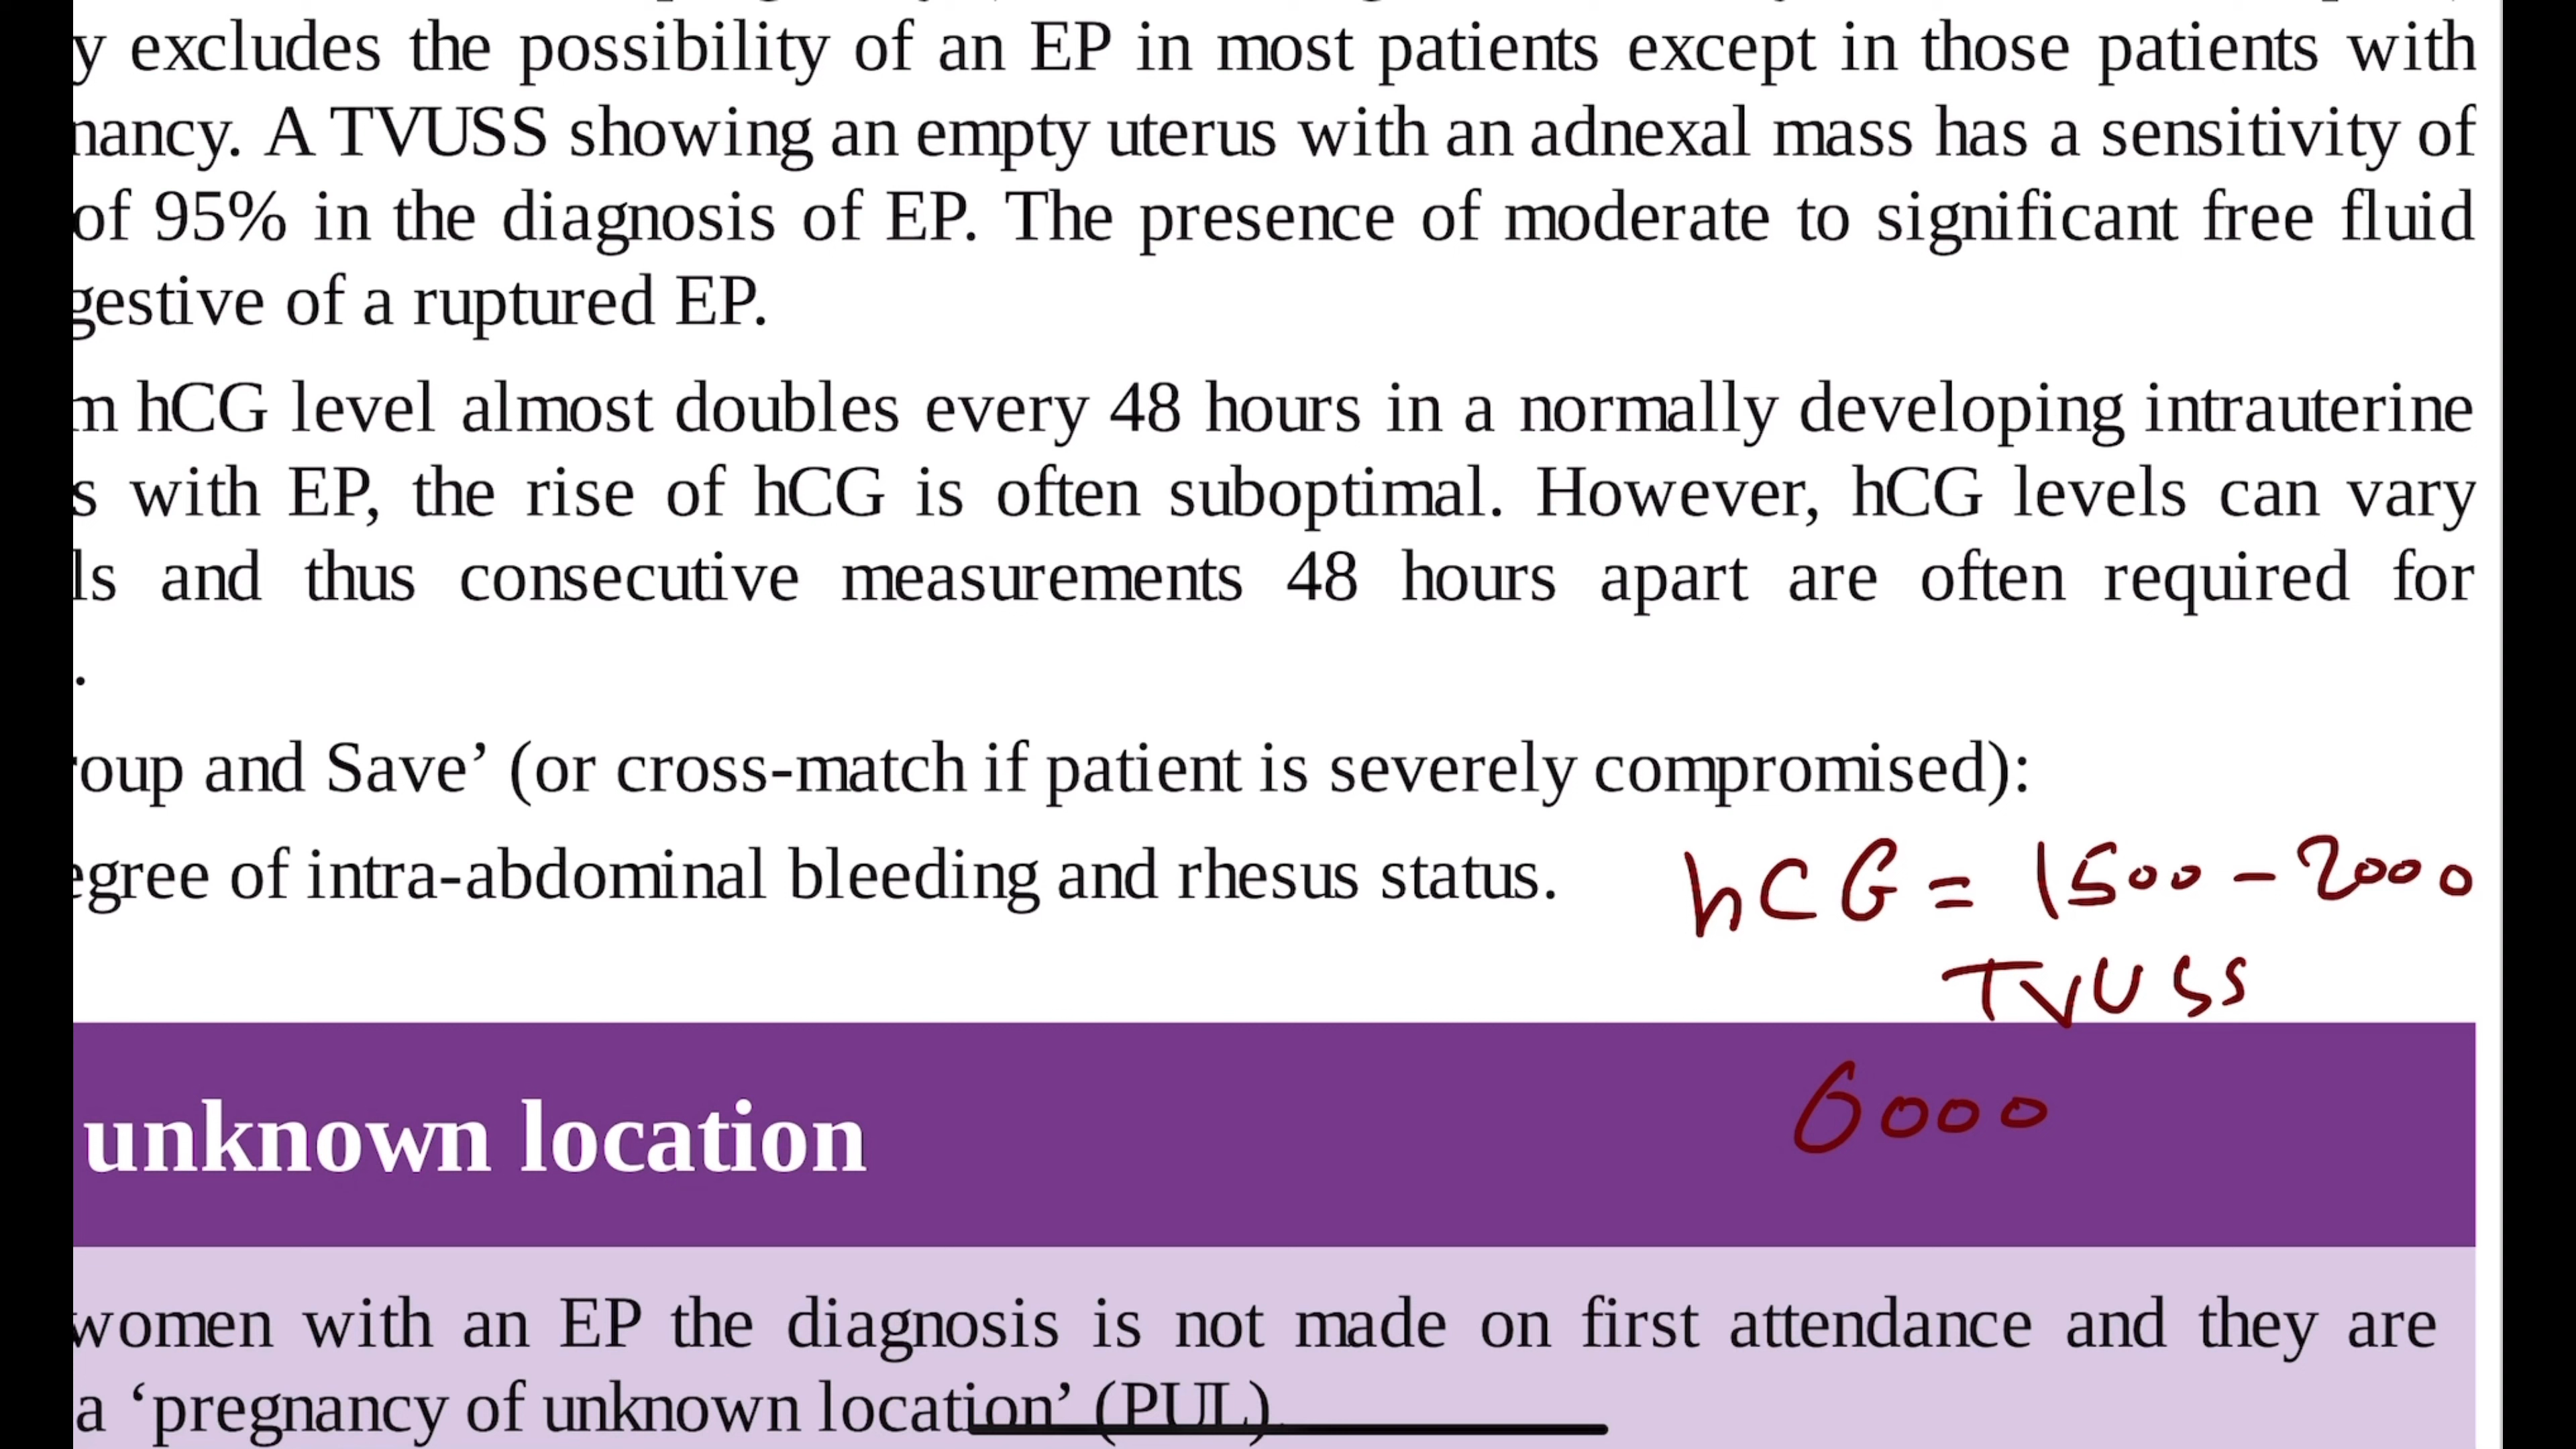 y excludes the possibility of an EP in most patients except in those patients with
nancy. A TVUSS showing an empty uterus with an adnexal mass has a sensitivity of
of 95% in the diagnosis of EP. The presence of moderate to significant free fluid
gestive of a ruptured EP.
m hCG level almost doubles every 48 hours in a normally developing intrauterine
s with EP, the rise of hCG is often suboptimal. However, hCG levels can vary
ls and thus consecutive measurements 48 hours apart are often required for
.
roup and Save’ (or cross-match if patient is severely compromised):
egree of intra-abdominal bleeding and rhesus status.
hCG = 1500 - 2000
TVUSS
6000
unknown location
women with an EP the diagnosis is not made on first attendance and they are
a ‘pregnancy of unknown location’ (PUL).